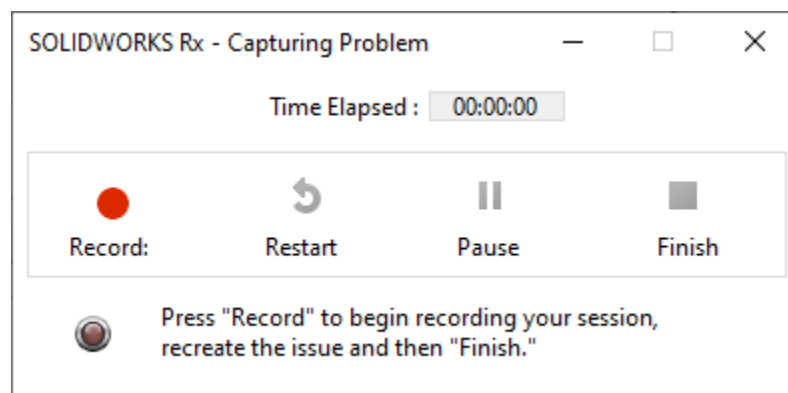 SOLIDWORKS Rx - Capturing Problem
Time Elapsed : 00:00:00
Record: Restart Pause Finish
Press "Record" to begin recording your session,
recreate the issue and then "Finish."